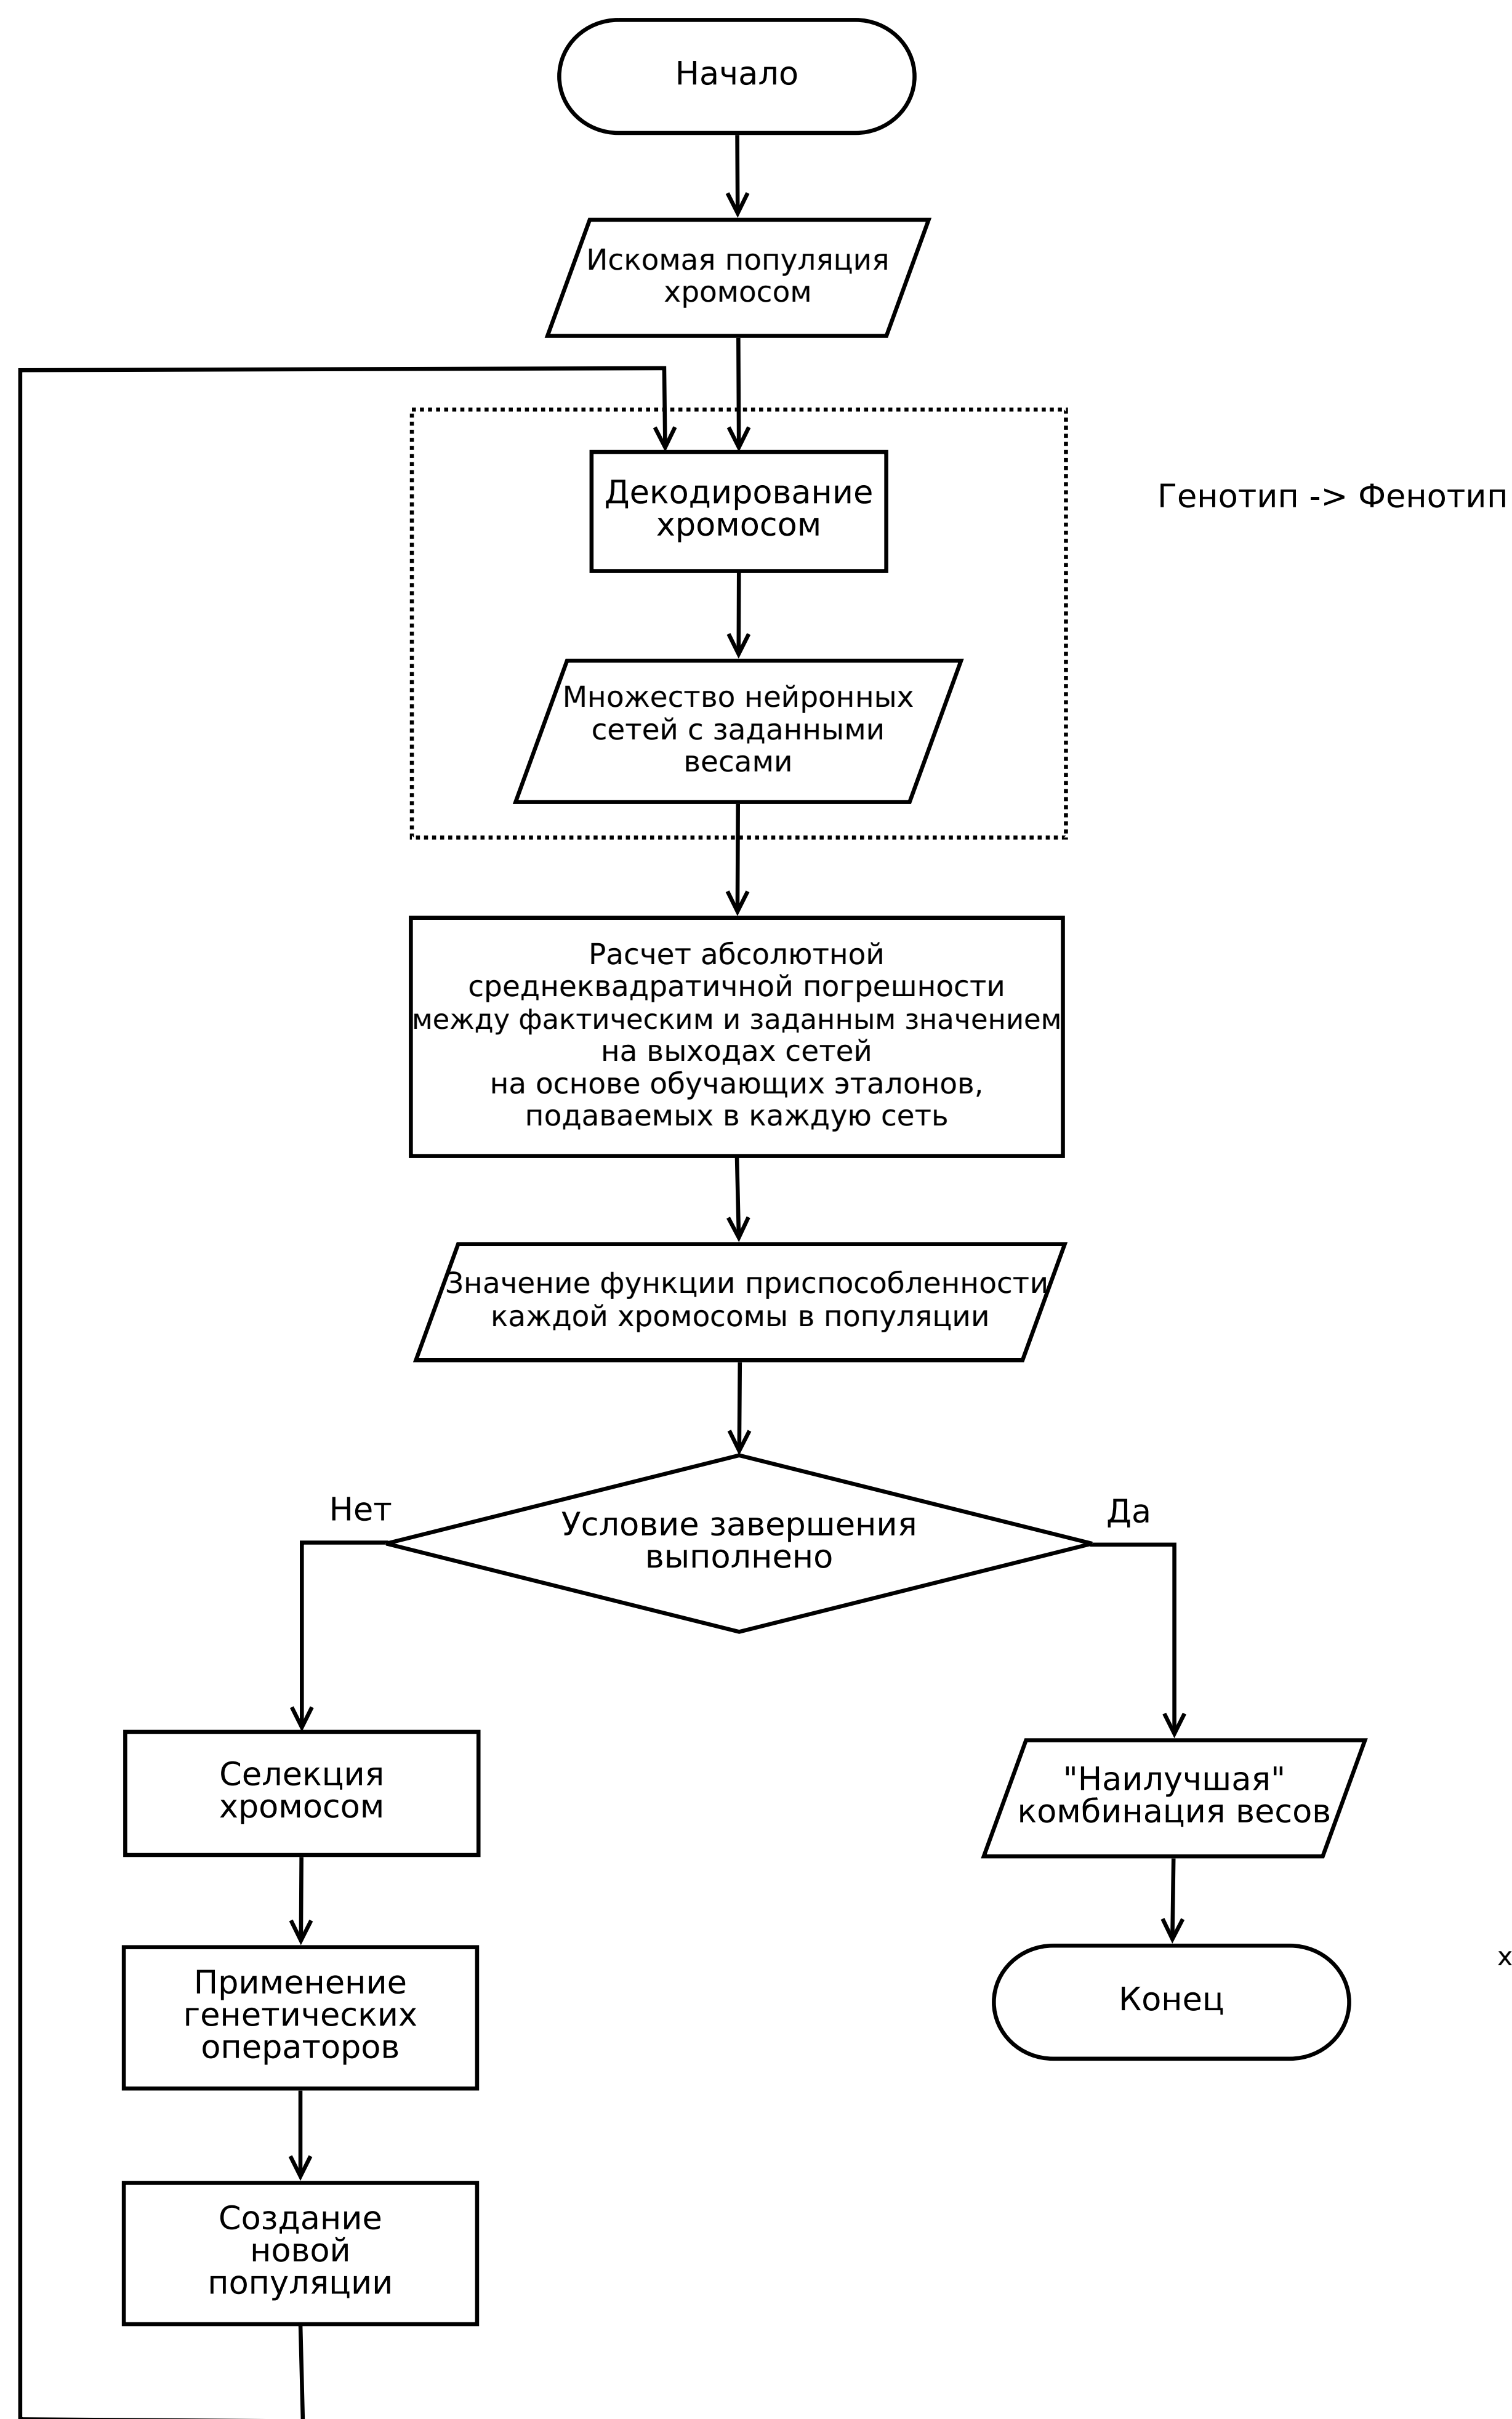 Начало
Искомая популяция
хромосом
Декодирование
хромосом
Генотип -> Фенотип
Множество нейронных
сетей с заданными
весами
Расчет абсолютной
среднеквадратичной погрешности
между фактическим и заданным значением
на выходах сетей
на основе обучающих эталонов,
подаваемых в каждую сеть
Значение функции приспособленности
каждой хромосомы в популяции
Нет
Да
Условие завершения
выполнено
Селекция
хромосом
"Наилучшая"
комбинация весов
Применение
генетических
операторов
х
Конец
Создание
новой
популяции